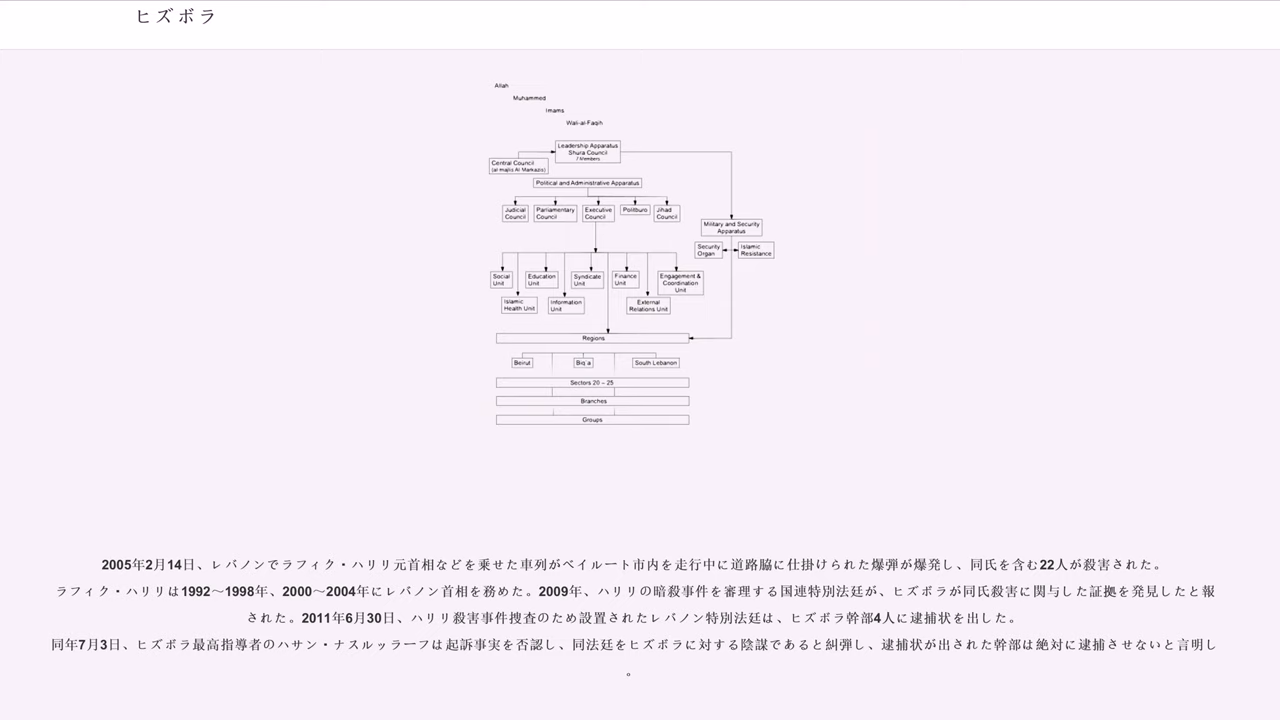 ヒズボラ
Allah
Muhammed
Imams
Wali-al-Faqih
Leadership Apparatus
Shura Council
7 Members
Central Council
(al majlis Al Markazis)
Political and Administrative Apparatus
Judicial
Council
Parliamentary
Council
Executive
Council
Politburo
Jihad
Council
Military and Security
Apparatus
Security
Organ
Islamic
Resistance
Social
Unit
Education
Unit
Syndicate
Unit
Finance
Unit
Engagement &
Coordination
Unit
Islamic
Health Unit
Information
Unit
External
Relations Unit
Regions
Beirut
Biq'a
South Lebanon
Sectors 20 – 25
Branches
Groups
2005年2月14日、レバノンでラフィク・ハリリ元首相などを乗せた車列がベイルート市内を走行中に道路脇に仕掛けられた爆弾が爆発し、同氏を含む22人が殺害された。
ラフィク・ハリリは1992〜1998年、2000〜2004年にレバノン首相を務めた。2009年、ハリリの暗殺事件を審理する国連特別法廷が、ヒズボラが同氏殺害に関与した証拠を発見したと報
された。2011年6月30日、ハリリ殺害事件捜査のため設置されたレバノン特別法廷は、ヒズボラ幹部4人に逮捕状を出した。
同年7月3日、ヒズボラ最高指導者のハサン・ナスルッラーフは起訴事実を否認し、同法廷をヒズボラに対する陰謀であると糾弾し、逮捕状が出された幹部は絶対に逮捕させないと言明し
。